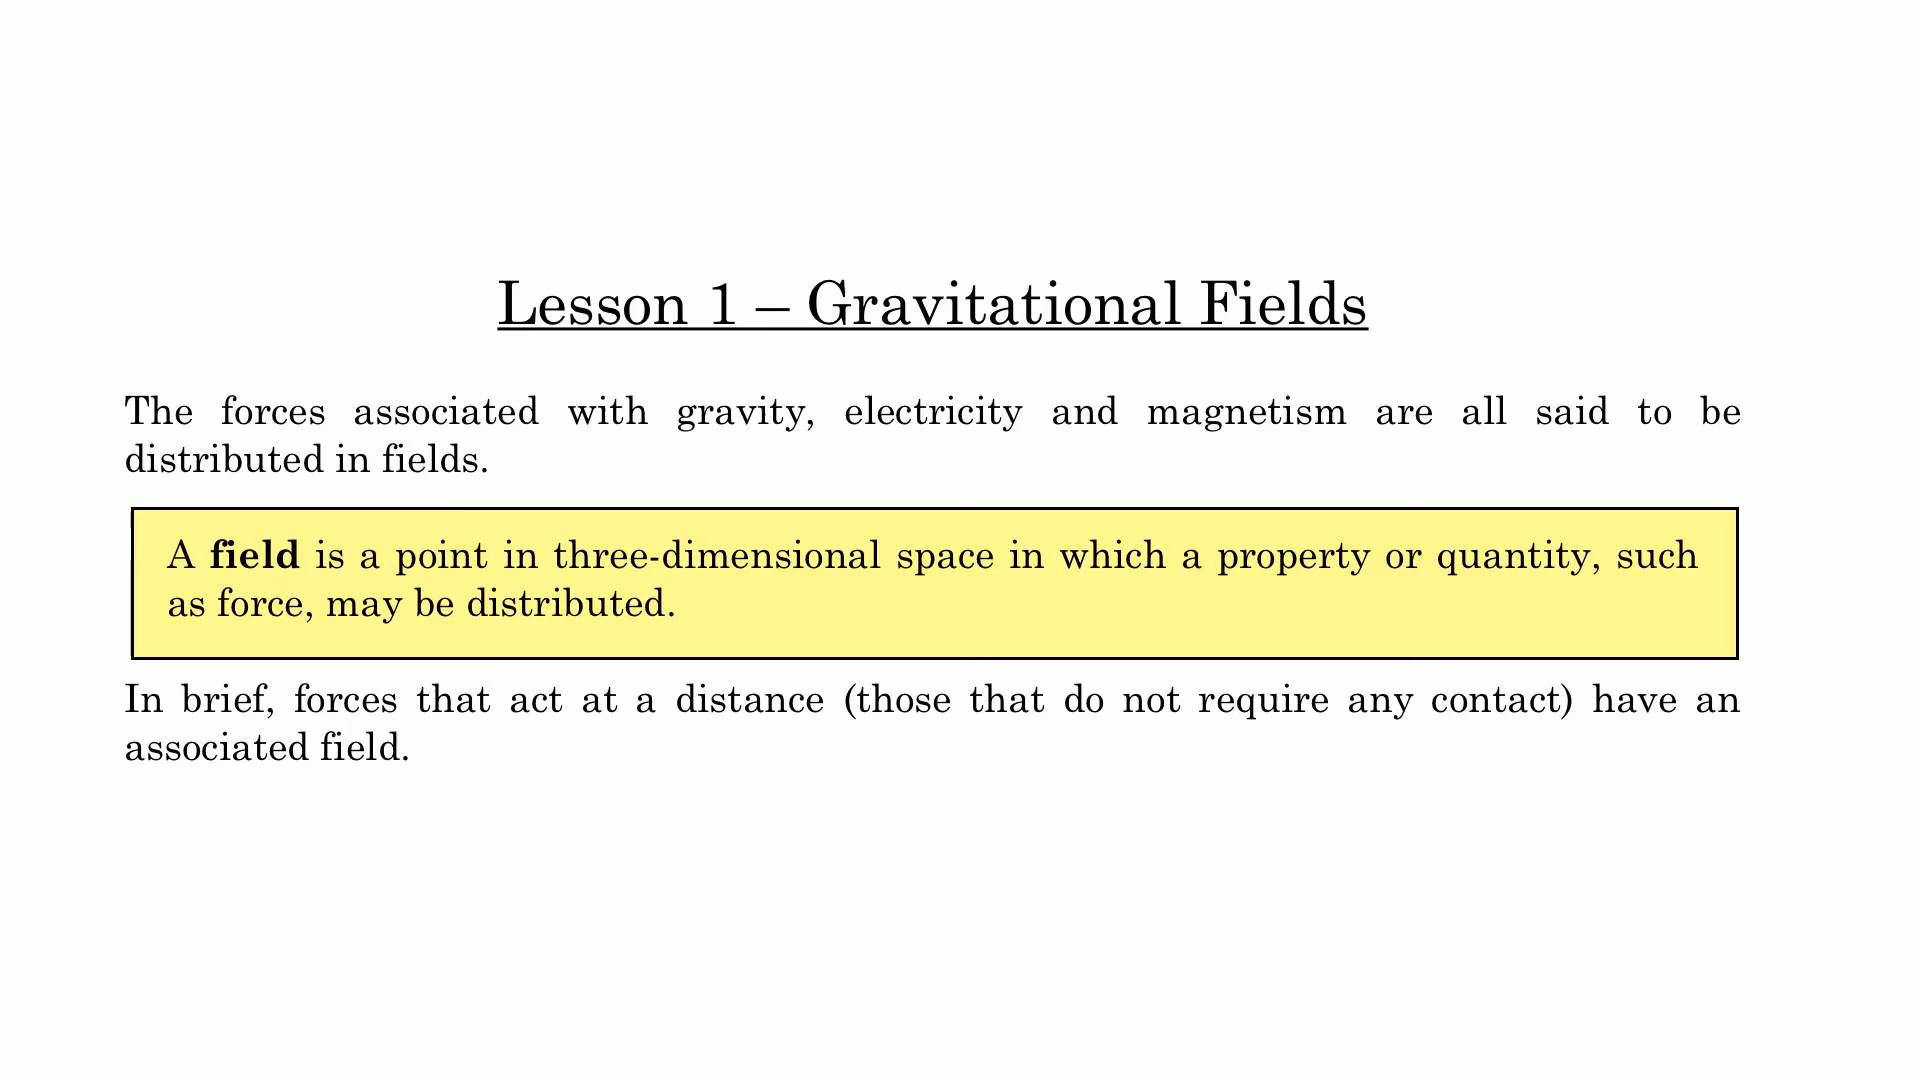 Lesson 1 – Gravitational Fields
The forces associated with gravity, electricity and magnetism are all said to be
distributed in fields.
A field is a point in three-dimensional space in which a property or quantity, such
as force, may be distributed.
In brief, forces that act at a distance (those that do not require any contact) have an
associated field.